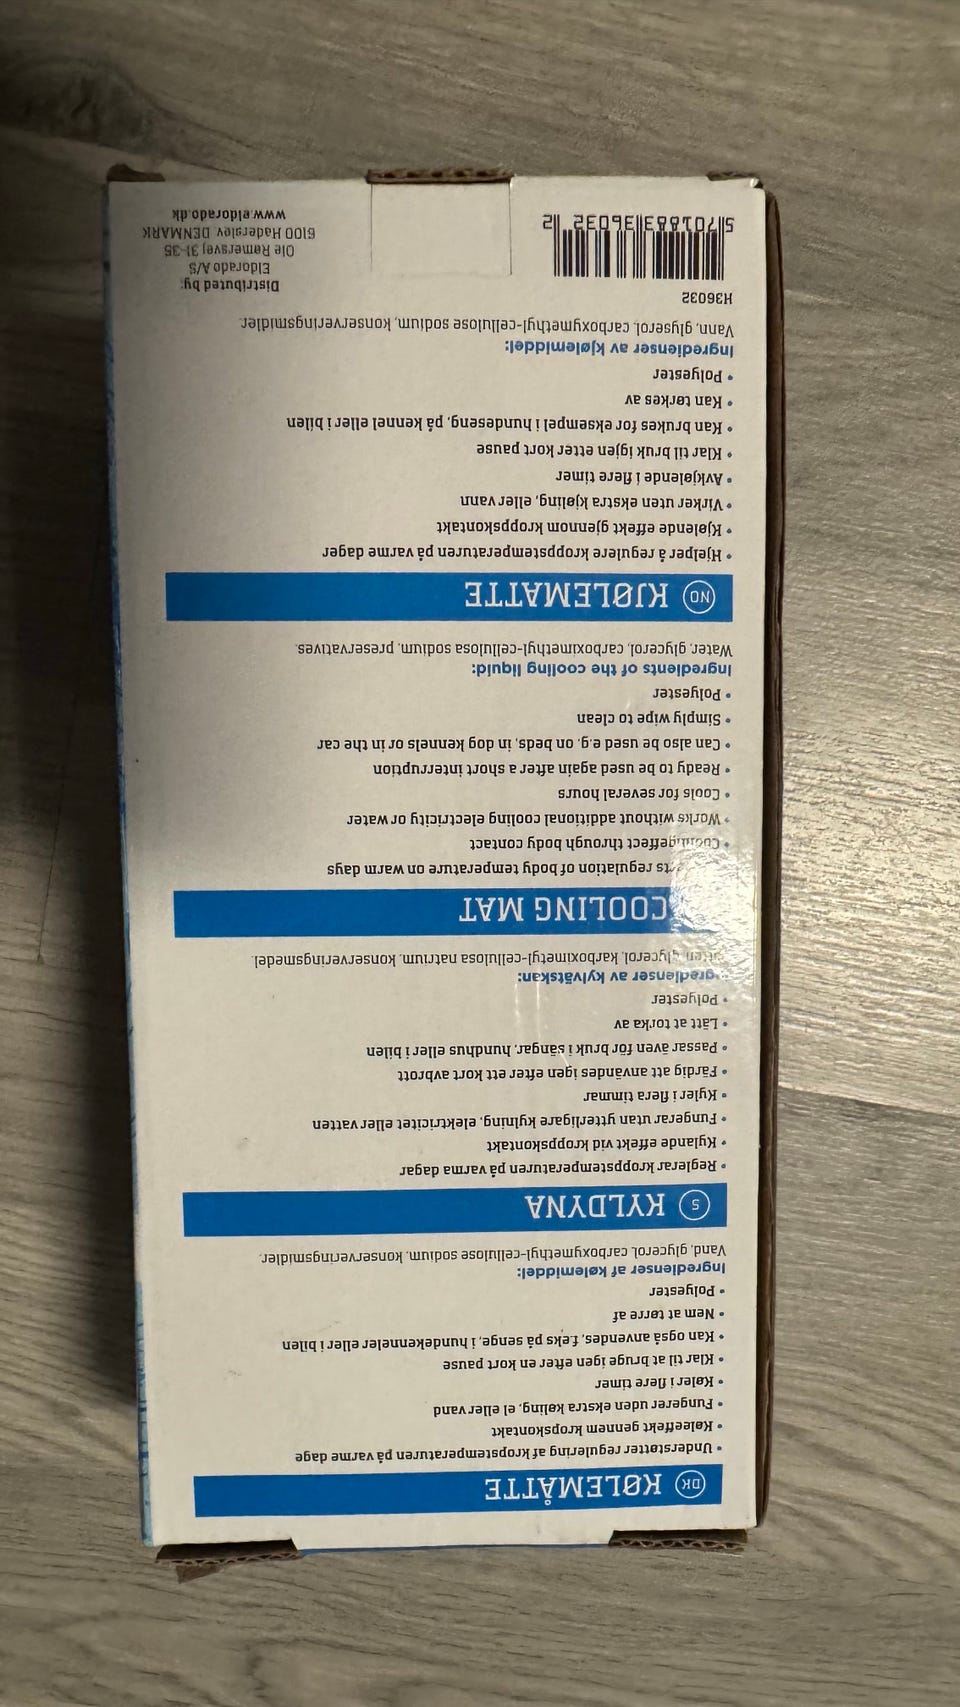 DK KØLEMÅTTE
• Understøtter regulering af kropstemperaturen på varme dage
• Køleeffekt gennem kropskontakt
• Fungerer uden ekstra køling, el eller vand
• Køler i flere timer
• Klar til at bruge igen efter en kort pause
• Kan også anvendes, f.eks på senge, i hundekenneler eller i bilen
• Nem at tørre af
• Polyester
Ingredienser af kølemiddel:
Vand, glycerol, carboxymethyl-cellulose sodium, konserveringsmidler.
S KYLDYNA
• Reglerar kroppstemperaturen på varma dagar
• Kylande effekt vid kroppskontakt
• Fungerar utan ytterligare kylning, elektricitet eller vatten
• Kyler i flera timmar
• Färdig att användes igen efter ett kort avbrott
• Passar även för bruk i sängar, hundhus eller i bilen
• Lätt at torka av
• Polyester
av kylvätskan:
glycerol, karboximetyl-cellulosa natrium, konserveringsmedel.
COOLING MAT
regulation of body temperature on warm days
effect through body contact
• Works without additional cooling electricity or water
• Cools for several hours
• Ready to be used again after a short interruption
• Can also be used e.g. on beds, in dog kennels or in the car
• Simply wipe to clean
• Polyester
Ingredients of the cooling liquid:
Water, glycerol, carboximethyl-cellulosa sodium, preservatives.
NO KJØLEMATTE
• Hjelper å regulere kroppstemperaturen på varme dager
• Kjølende effekt gjennom kroppskontakt
• Virker uten ekstra kjøling, eller vann
• Avkjølende i flere timer
• Klar til bruk igjen etter kort pause
• Kan brukes for eksempel i hundeseng, på kennel eller i bilen
• Kan tørkes av
• Polyester
Ingredienser av kjølemiddel:
Vann, glyserol, carboxymethyl-cellulose sodium, konserveringsmidler.
H36032
5 701883 36032 2
Distributed by:
Eldorado A/S
Ole Rømersvej 31-35
6100 Haderslev DENMARK
www.eldorado.dk